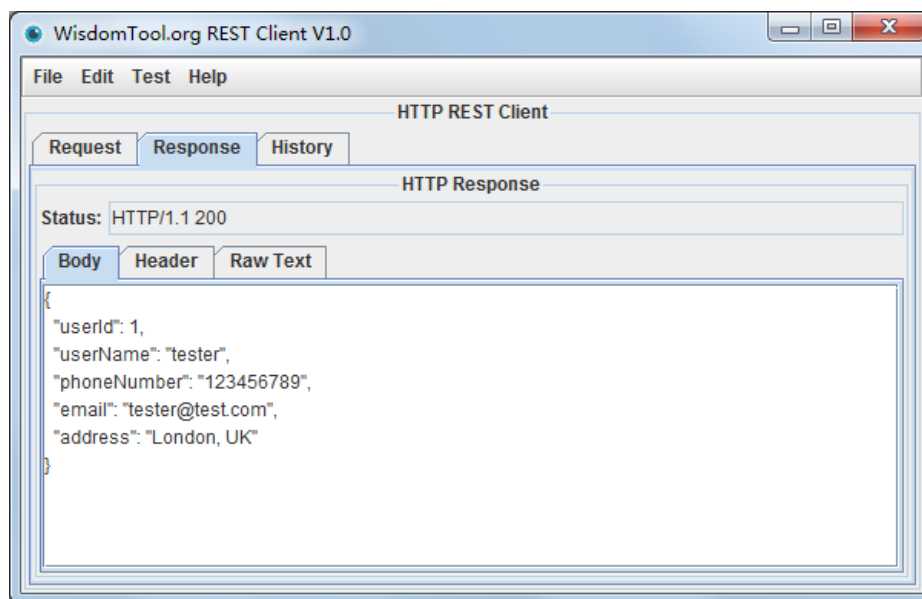 WisdomTool.org REST Client V1.0
File Edit Test Help
HTTP REST Client
Request Response History
HTTP Response
Status: HTTP/1.1 200
Body Header Raw Text
{
"userId": 1,
"userName": "tester",
"phoneNumber": "123456789",
"email": "tester@test.com",
"address": "London, UK"
}